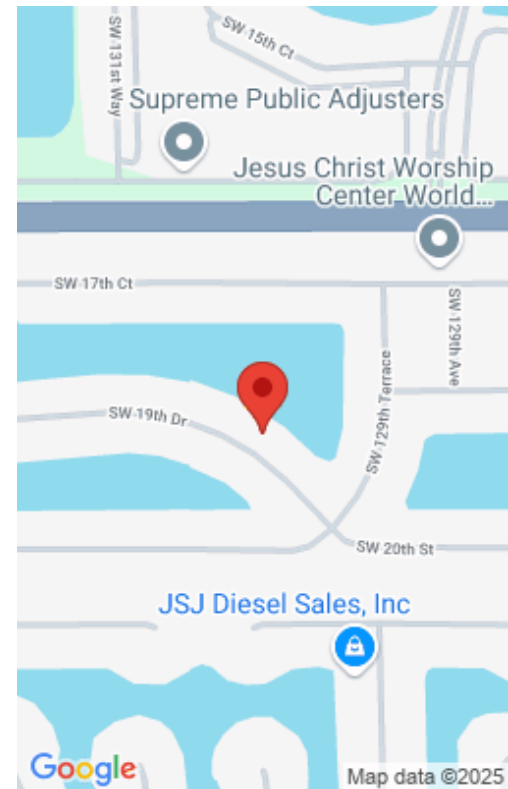 SW 15th Ct
SW 131st Way
Supreme Public Adjusters
Jesus Christ Worship
Center World...
SW 17th Ct
SW 129th Ave
SW 129th Terrace
SW 19th Dr
SW 20th St
JSJ Diesel Sales, Inc
Google
Map data ©2025